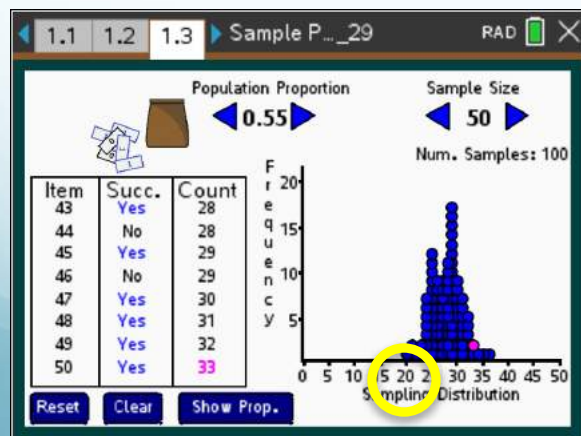 1.1 1.2 1.3 Sample P..._29 RAD
Population Proportion
0.55
Sample Size
50
Num. Samples: 100
Item Succ. Count
43 Yes 28
44 No 28
45 Yes 29
46 No 29
47 Yes 30
48 Yes 31
49 Yes 32
50 Yes 33
Frequency
20
15
10
5
0 5 10 15 20 25 30 35 40 45 50
Sampling Distribution
Reset Clear Show Prop.